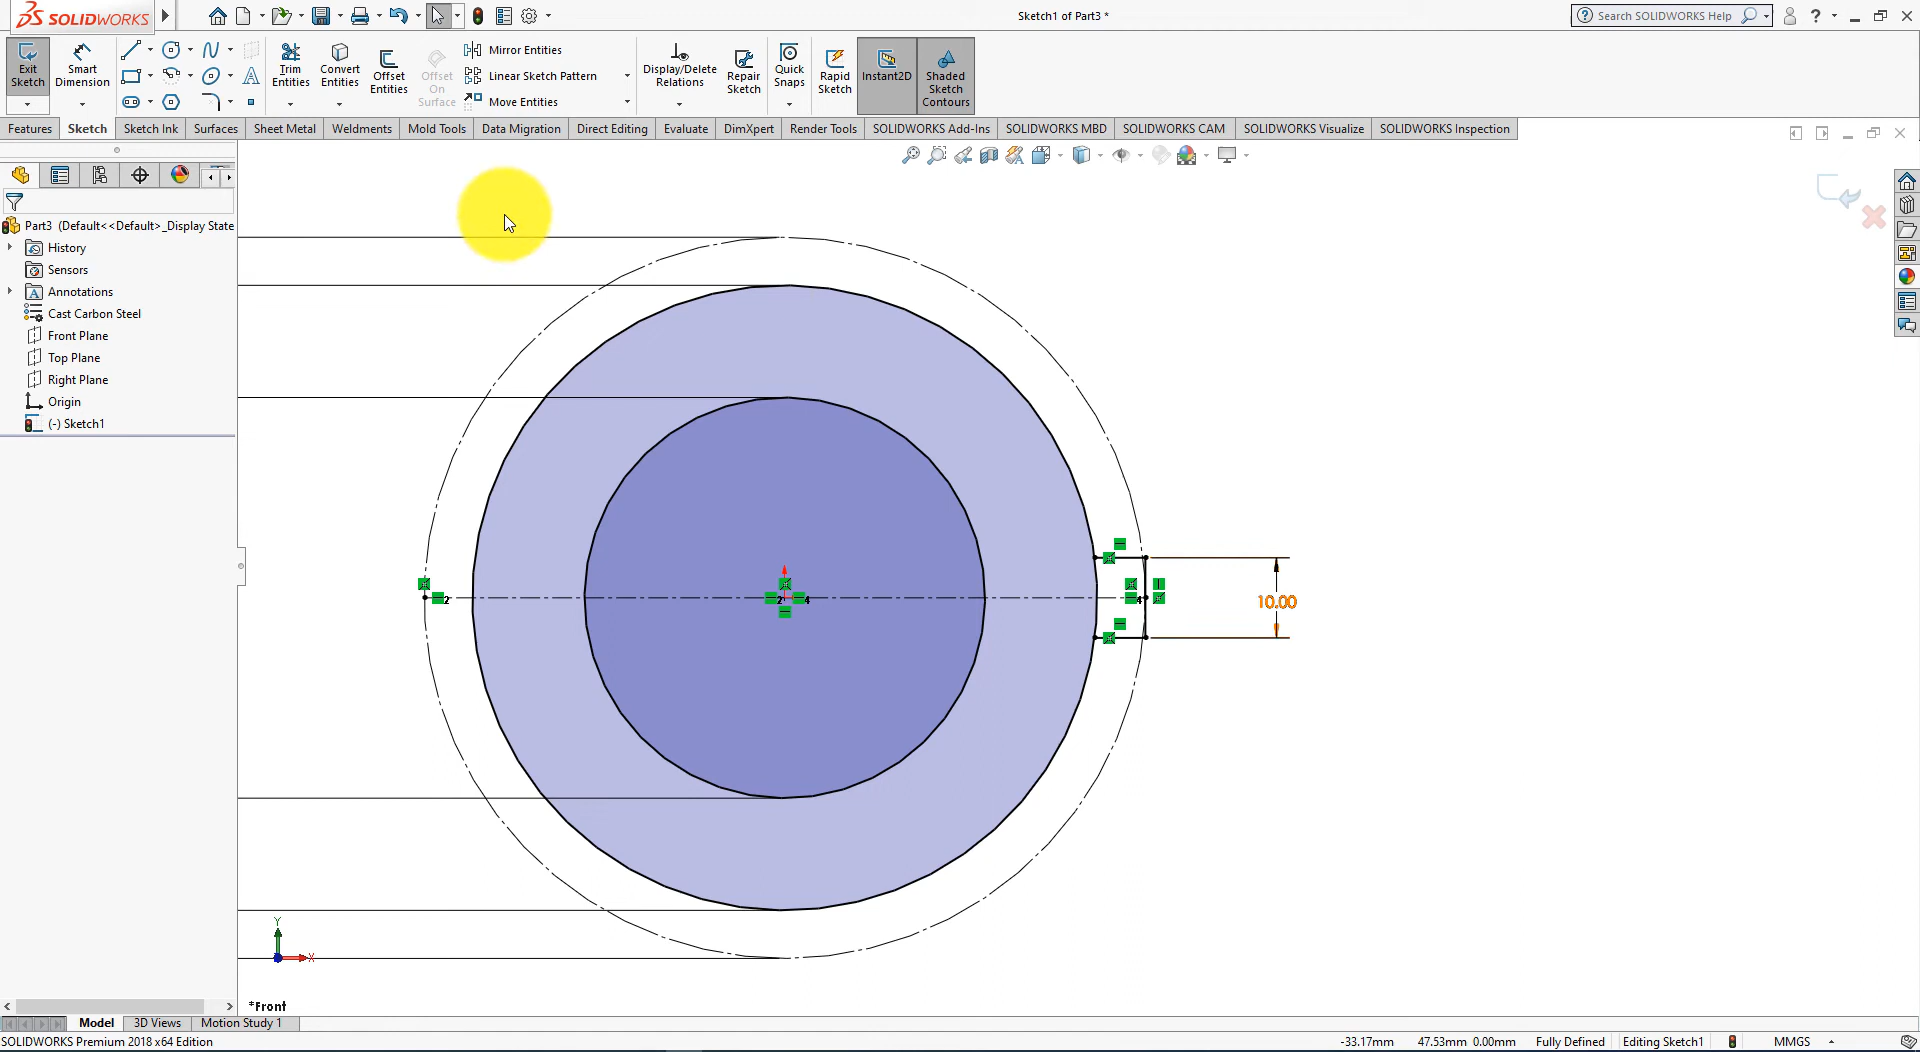 SOLIDWORKS
Sketch1 of Part3 *
Search SOLIDWORKS Help
Exit Sketch
Smart Dimension
Trim Entities
Convert Entities
Offset Entities
Offset On Surface
Mirror Entities
Linear Sketch Pattern
Move Entities
Display/Delete Relations
Repair Sketch
Quick Snaps
Rapid Sketch
Instant2D
Shaded Sketch Contours
Features
Sketch
Sketch Ink
Surfaces
Sheet Metal
Weldments
Mold Tools
Data Migration
Direct Editing
Evaluate
DimXpert
Render Tools
SOLIDWORKS Add-Ins
SOLIDWORKS MBD
SOLIDWORKS CAM
SOLIDWORKS Visualize
SOLIDWORKS Inspection
Part3 (Default<<Default>_Display State
History
Sensors
Annotations
Cast Carbon Steel
Front Plane
Top Plane
Right Plane
Origin
(-) Sketch1
2
2
4
4
10.00
Y
X
*Front
Model
3D Views
Motion Study 1
SOLIDWORKS Premium 2018 x64 Edition
-33.17mm
47.53mm 0.00mm
Fully Defined
Editing Sketch1
MMGS